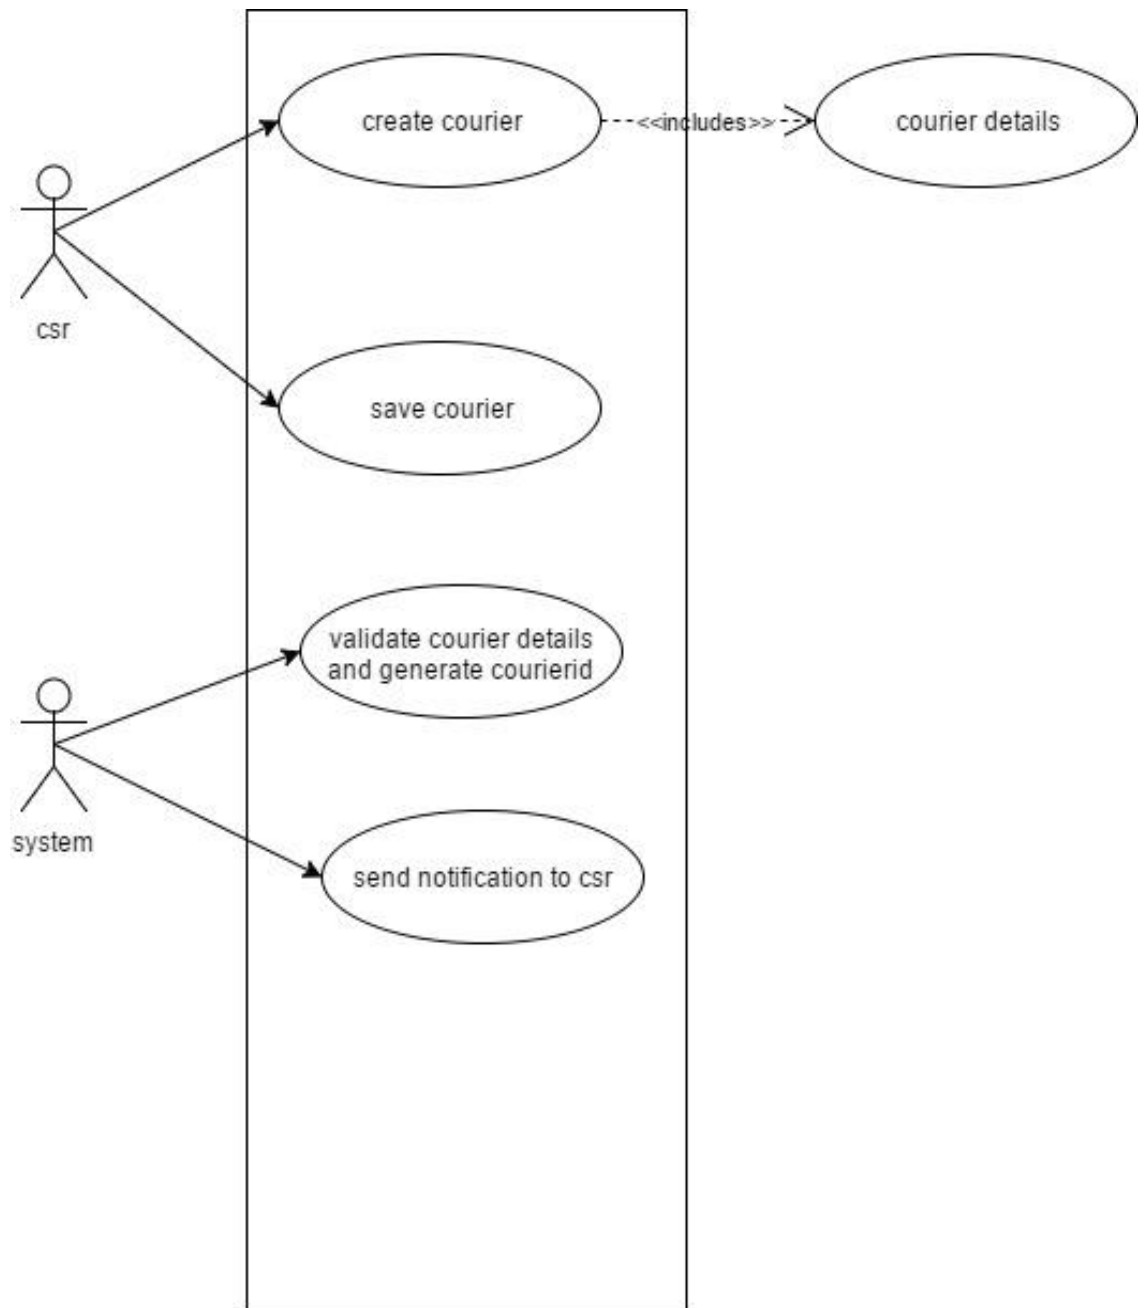 create courier
<<includes>>
courier details
csr
save courier
validate courier details
and generate courierid
system
send notification to csr